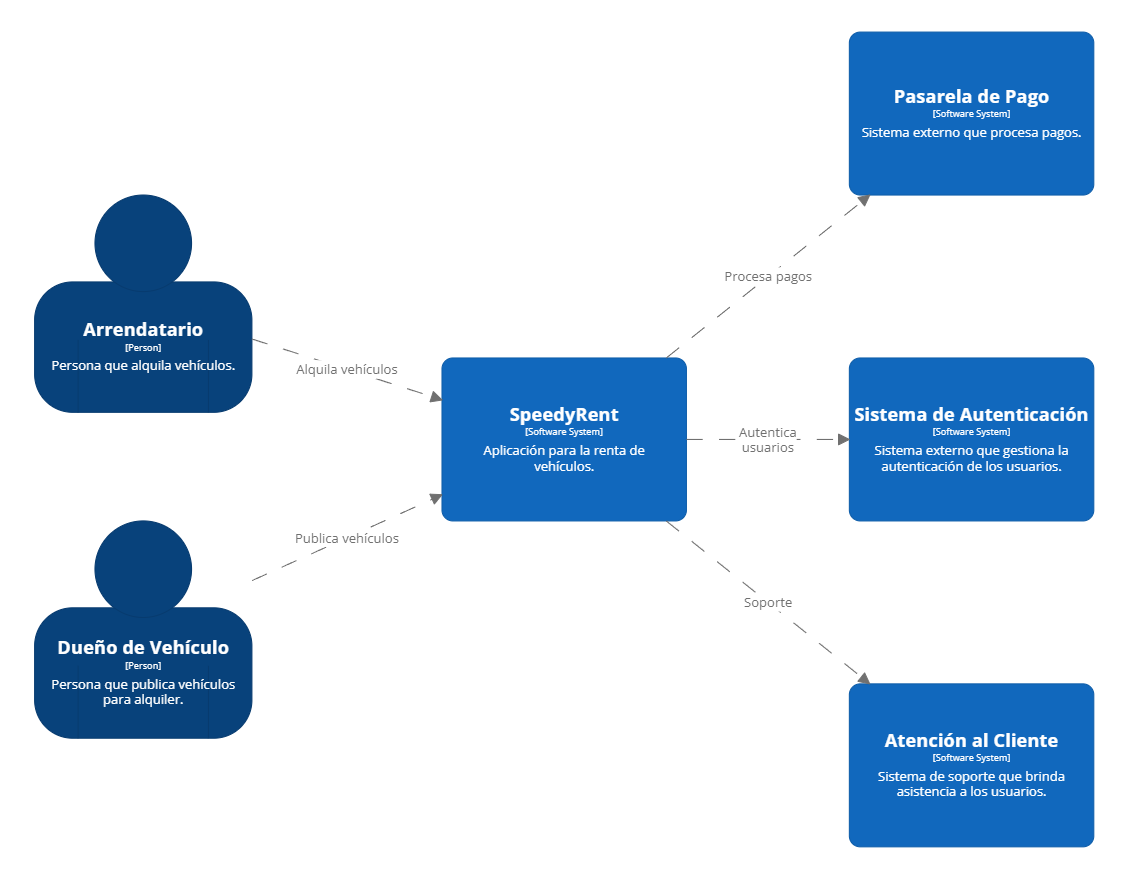 Pasarela de Pago
[Software System]
Sistema externo que procesa pagos.
Procesa pagos
Arrendatario
[Person]
Persona que alquila vehículos.
Alquila vehículos
SpeedyRent
[Software System]
Aplicación para la renta de
vehículos.
Autentica
usuarios
Sistema de Autenticación
[Software System]
Sistema externo que gestiona la
autenticación de los usuarios.
Publica vehículos
Dueño de Vehículo
[Person]
Persona que publica vehículos
para alquiler.
Soporte
Atención al Cliente
[Software System]
Sistema de soporte que brinda
asistencia a los usuarios.